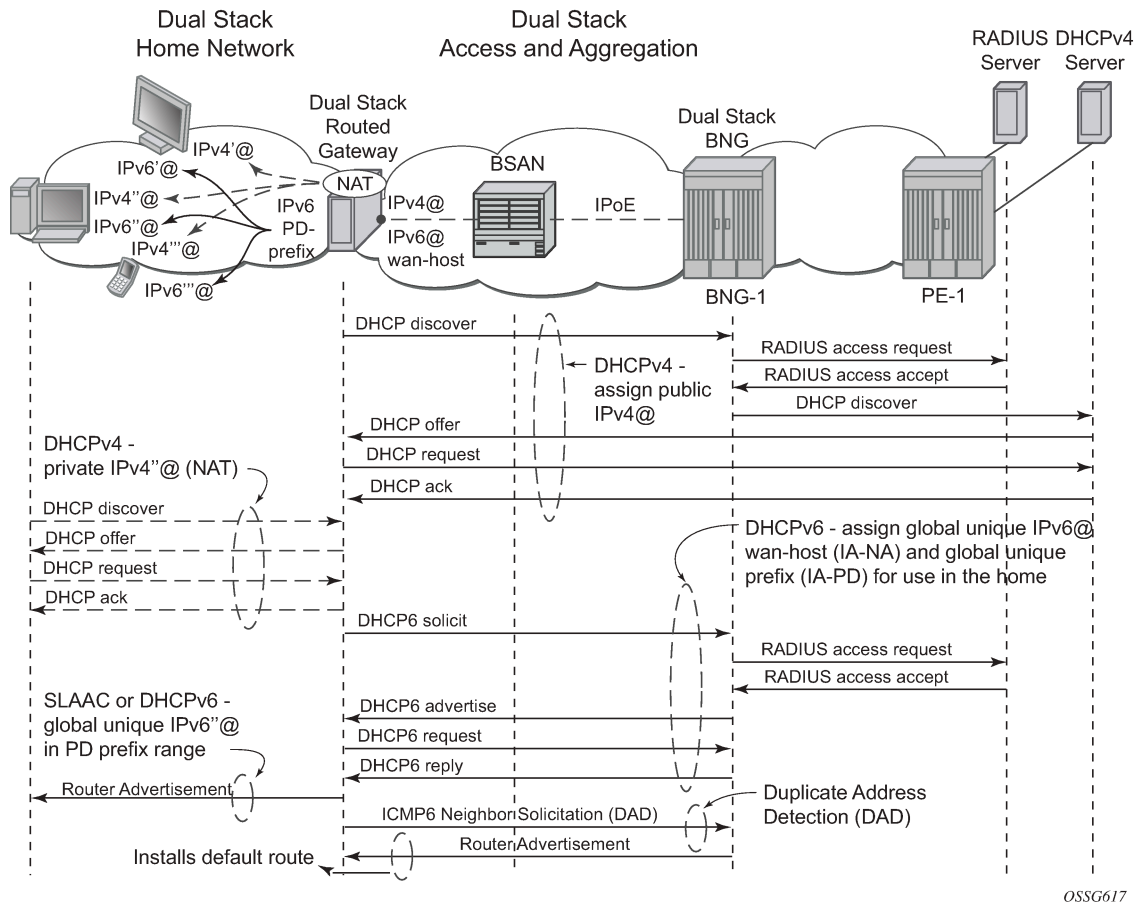 Dual Stack
Home Network
Dual Stack
Access and Aggregation
RADIUS
Server
DHCPv4
Server
Dual Stack
Routed
Gateway
Dual Stack
BNG
BSAN
NAT
IPv4'@
IPv6'@
IPv4''@
IPv6''@
IPv4'''@
IPv6'''@
IPv6
PD-
prefix
IPv4@
IPv6@
wan-host
IPoE
BNG-1
PE-1
DHCP discover
RADIUS access request
RADIUS access accept
DHCP discover
DHCPv4 -
assign public
IPv4@
DHCP offer
DHCP request
DHCP ack
DHCPv4 -
private IPv4''@ (NAT)
DHCP discover
DHCP offer
DHCP request
DHCP ack
DHCPv6 - assign global unique IPv6@
wan-host (IA-NA) and global unique
prefix (IA-PD) for use in the home
DHCP6 solicit
RADIUS access request
RADIUS access accept
DHCP6 advertise
DHCP6 request
DHCP6 reply
SLAAC or DHCPv6 -
global unique IPv6''@
in PD prefix range
Router Advertisement
ICMP6 Neighbor Solicitation (DAD)
Duplicate Address
Detection (DAD)
Router Advertisement
Installs default route
OSSG617